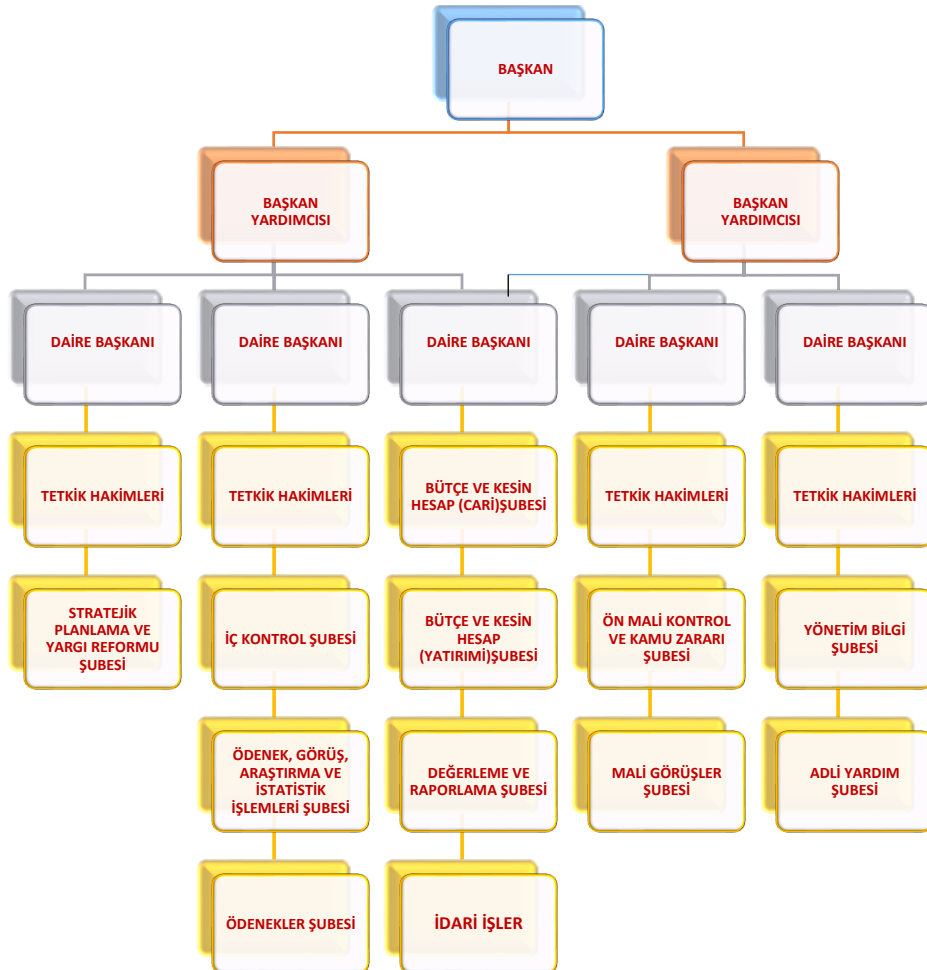 BAŞKAN
BAŞKAN
YARDIMCISI
BAŞKAN
YARDIMCISI
DAİRE BAŞKANI
DAİRE BAŞKANI
DAİRE BAŞKANI
DAİRE BAŞKANI
DAİRE BAŞKANI
TETKİK HAKİMLERİ
TETKİK HAKİMLERİ
BÜTÇE VE KESİN
HESAP (CARİ)ŞUBESİ
TETKİK HAKİMLERİ
TETKİK HAKİMLERİ
STRATEJİK
PLANLAMA VE
YARGI REFORMU
ŞUBESİ
İÇ KONTROL ŞUBESİ
BÜTÇE VE KESİN
HESAP
(YATIRIMİ)ŞUBESİ
ÖN MALİ KONTROL
VE KAMU ZARARI
ŞUBESİ
YÖNETİM BİLGİ
ŞUBESİ
ÖDENEK, GÖRÜŞ,
ARAŞTIRMA VE
İSTATİSTİK
İŞLEMLERİ ŞUBESİ
DEĞERLEME VE
RAPORLAMA ŞUBESİ
MALİ GÖRÜŞLER
ŞUBESİ
ADLİ YARDIM
ŞUBESİ
ÖDENEKLER ŞUBESİ
İDARİ İŞLER